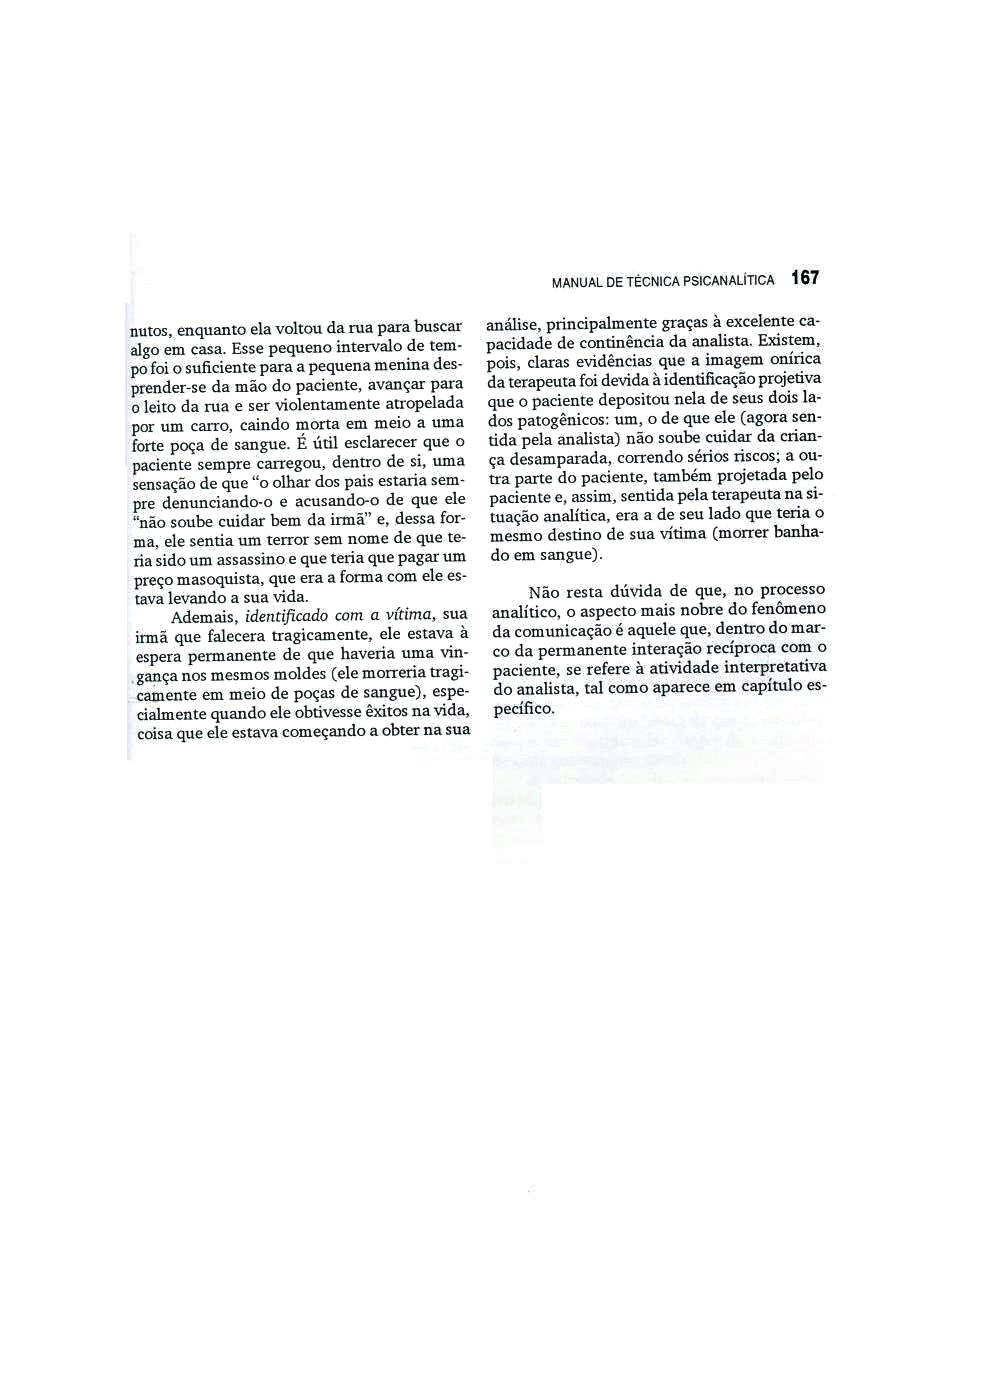 MANUAL DE TÉCNICA PSICANALÍTICA 167
nutos, enquanto ela voltou da rua para buscar
algo em casa. Esse pequeno intervalo de tem-
po foi o suficiente para a pequena menina des-
prender-se da mão do paciente, avançar para
o leito da rua e ser violentamente atropelada
por um carro, caindo morta em meio a uma
forte poça de sangue. É útil esclarecer que o
paciente sempre carregou, dentro de si, uma
sensação de que “o olhar dos pais estaria sem-
pre denunciando-o e acusando-o de que ele
“não soube cuidar bem da irmã” e, dessa for-
ma, ele sentia um terror sem nome de que te-
ria sido um assassino e que teria que pagar um
preço masoquista, que era a forma com ele es-
tava levando a sua vida.
Ademais, identificado com a vítima, sua
irmã que falecera tragicamente, ele estava à
espera permanente de que haveria uma vin-
gança nos mesmos moldes (ele morreria tragi-
camente em meio de poças de sangue), espe-
cialmente quando ele obtivesse êxitos na vida,
coisa que ele estava começando a obter na sua
análise, principalmente graças à excelente ca-
pacidade de continência da analista. Existem,
pois, claras evidências que a imagem onírica
da terapeuta foi devida à identificação projetiva
que o paciente depositou nela de seus dois la-
dos patogênicos: um, o de que ele (agora sen-
tida pela analista) não soube cuidar da crian-
ça desamparada, correndo sérios riscos; a ou-
tra parte do paciente, também projetada pelo
paciente e, assim, sentida pela terapeuta na si-
tuação analítica, era a de seu lado que teria o
mesmo destino de sua vítima (morrer banha-
do em sangue).
Não resta dúvida de que, no processo
analítico, o aspecto mais nobre do fenômeno
da comunicação é aquele que, dentro do mar-
co da permanente interação recíproca com o
paciente, se refere à atividade interpretativa
do analista, tal como aparece em capítulo es-
pecífico.